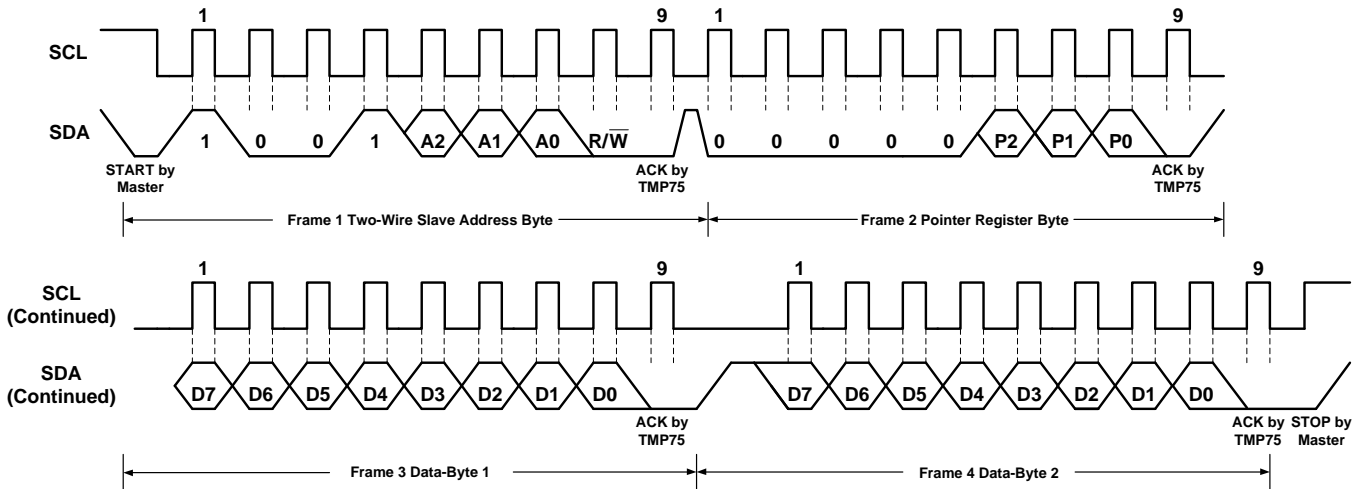 1 9 1 9
SCL
SDA
1 0 0 1 A2 A1 A0 R/W̅ 0 0 0 0 0 P2 P1 P0
START by
Master
ACK by
TMP75
ACK by
TMP75
Frame 1 Two-Wire Slave Address Byte
Frame 2 Pointer Register Byte
1 9 1 9
SCL
(Continued)
SDA
(Continued)
D7 D6 D5 D4 D3 D2 D1 D0 D7 D6 D5 D4 D3 D2 D1 D0
ACK by
TMP75
ACK by
TMP75
STOP by
Master
Frame 3 Data-Byte 1
Frame 4 Data-Byte 2